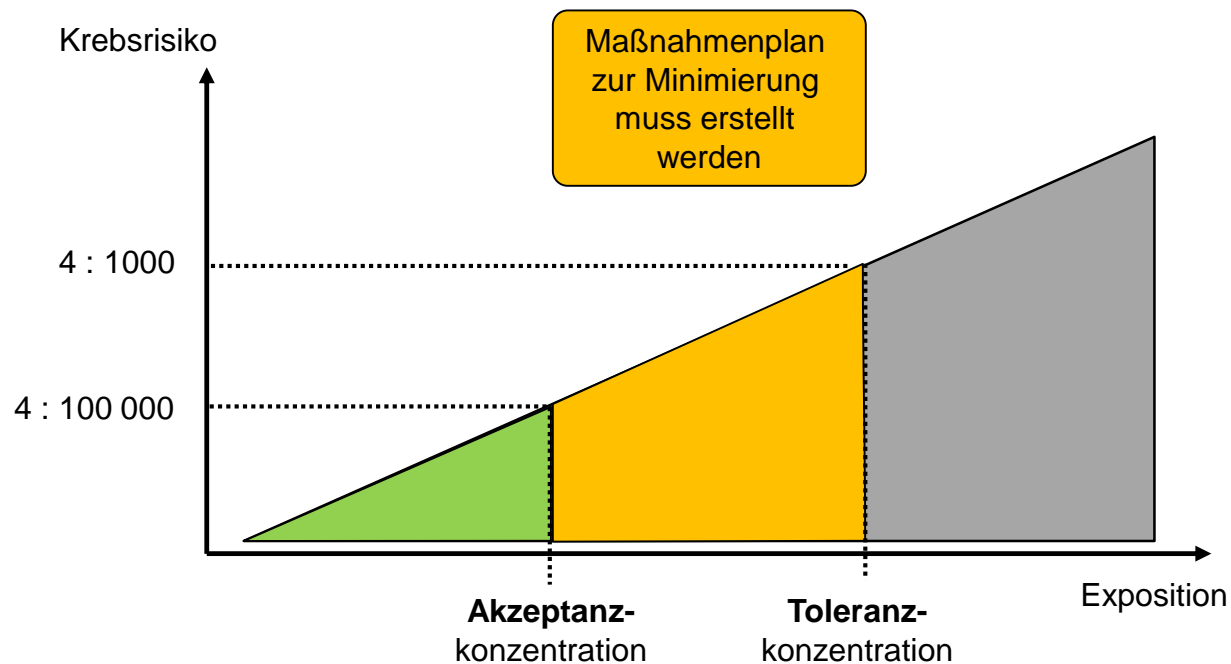 Krebsrisiko
Maßnahmenplan
zur Minimierung
muss erstellt
werden
4 : 1000
4 : 100 000
Akzeptanz-
konzentration
Toleranz-
konzentration
Exposition